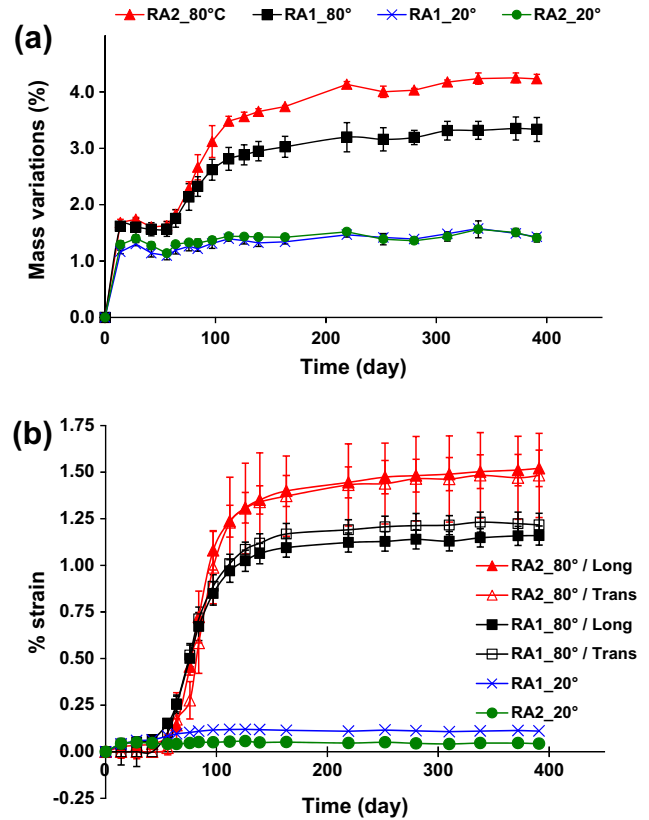 RA2_80°C RA1_80° RA1_20° RA2_20°
(a)
Mass variations (%)
4.0
3.0
2.0
1.0
0.0
0 100 200 300 400
Time (day)
(b)
% strain
1.75
1.50
1.25
1.00
0.75
0.50
0.25
0.00
-0.25
RA2_80° / Long
RA2_80° / Trans
RA1_80° / Long
RA1_80° / Trans
RA1_20°
RA2_20°
0 100 200 300 400
Time (day)